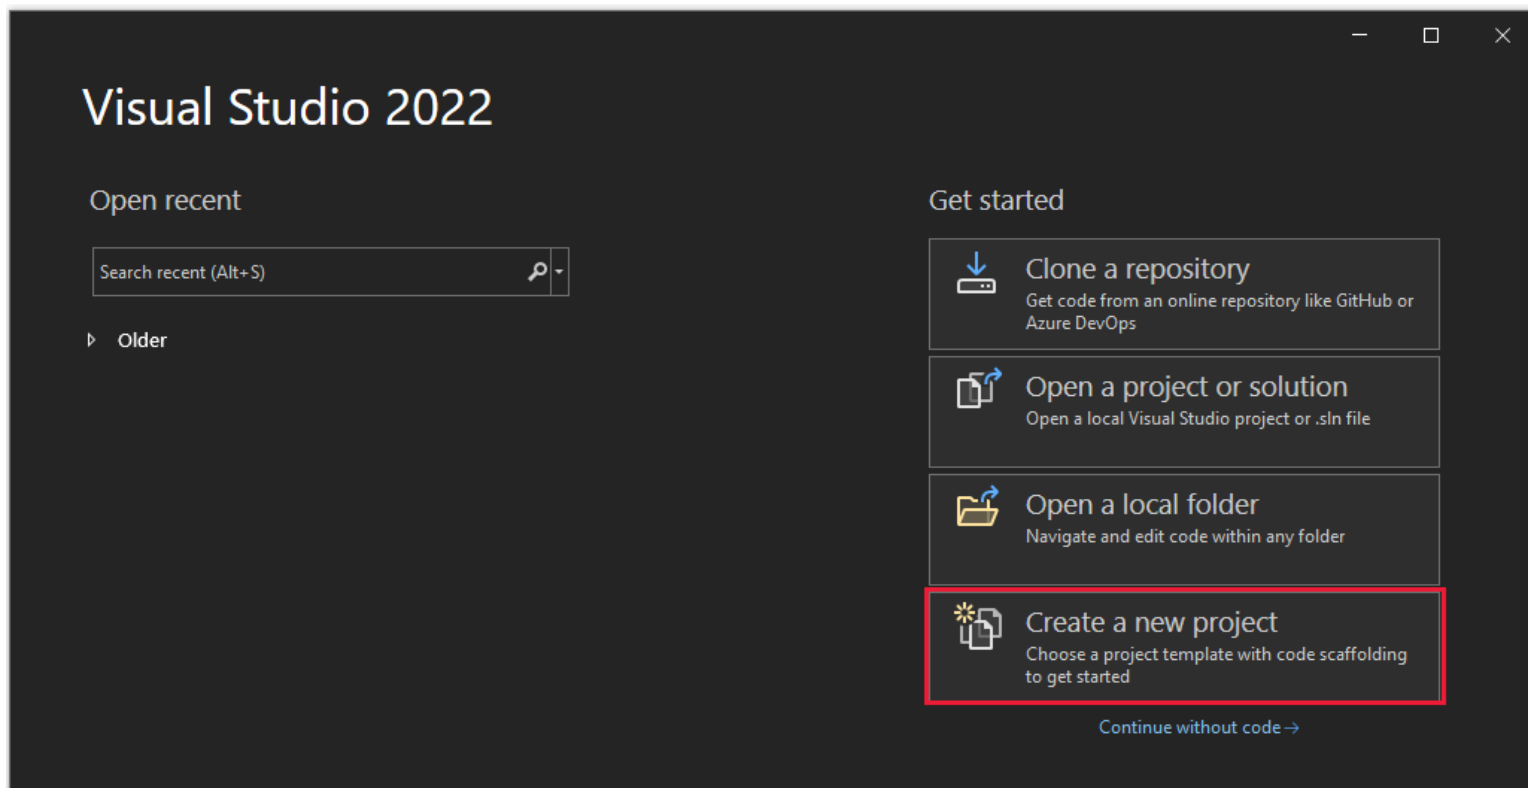 Visual Studio 2022
Open recent
Search recent (Alt+S)
Older
Get started
Clone a repository
Get code from an online repository like GitHub or
Azure DevOps
Open a project or solution
Open a local Visual Studio project or .sln file
Open a local folder
Navigate and edit code within any folder
Create a new project
Choose a project template with code scaffolding
to get started
Continue without code→